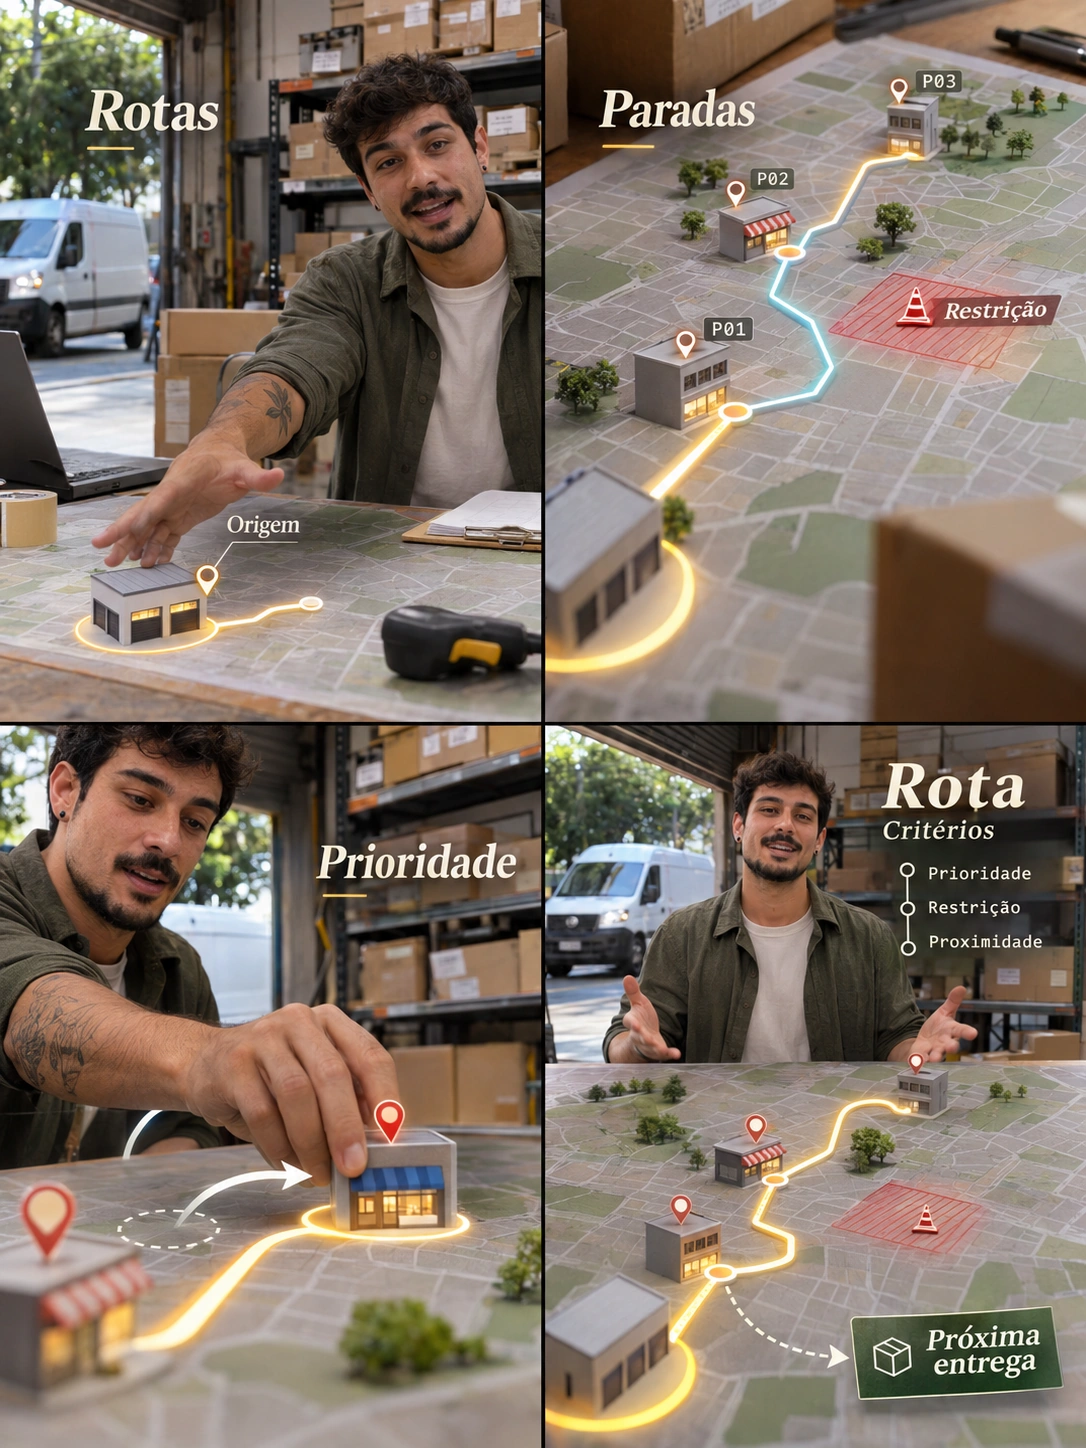 Rotas
Origem
Paradas
P03
P02
P01
Restrição
Prioridade
Rota
Critérios
Prioridade
Restrição
Proximidade
Próxima
entrega